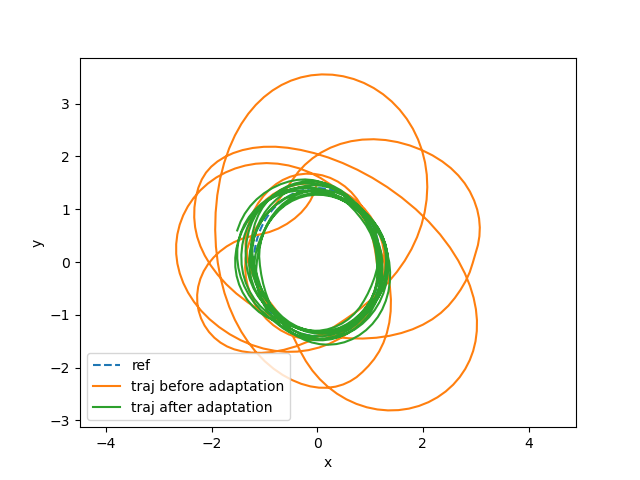 3
2
1
0
−1
−2
−3
y
ref
traj before adaptation
traj after adaptation
−4
−2
0
2
4
x